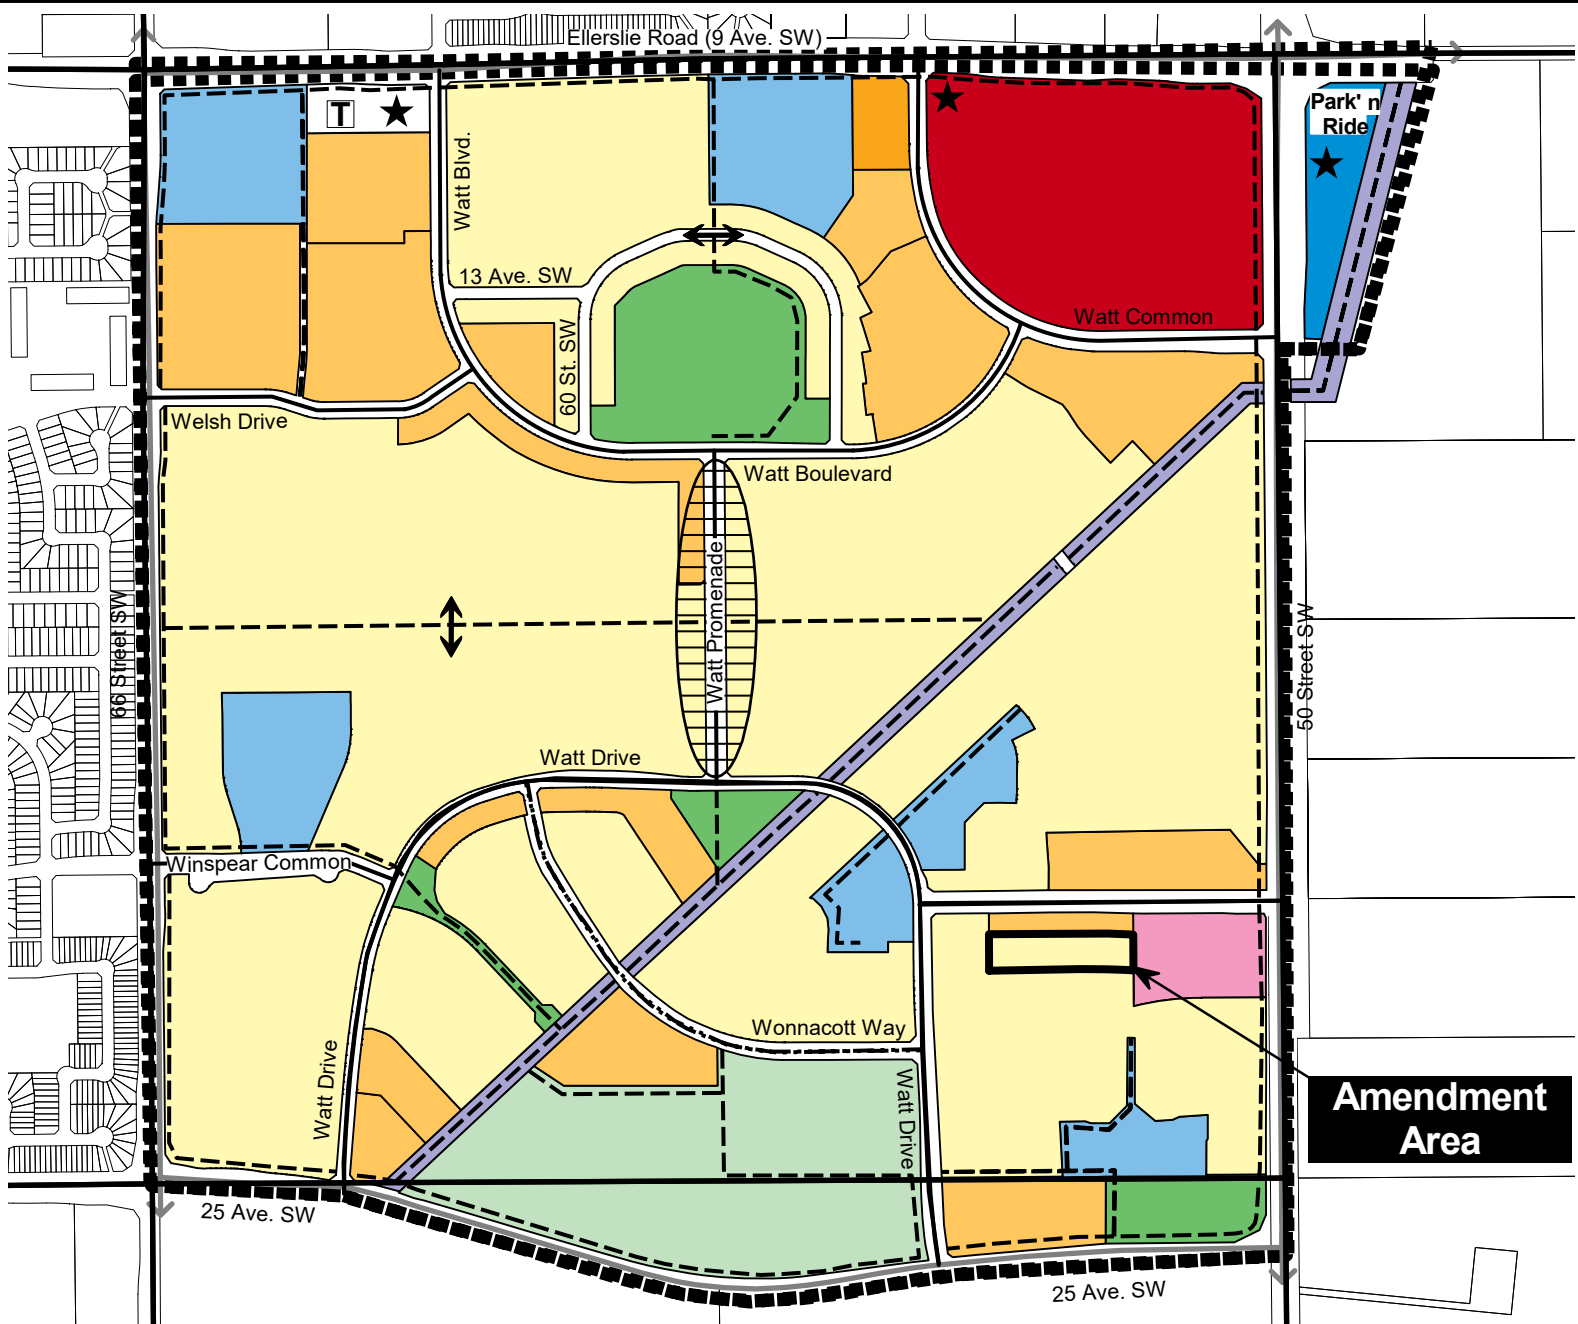 Ellerslie Road (9 Ave. SW)
T
Park' n
Ride
Watt Blvd.
13 Ave. SW
60 St. SW
Watt Common
Welsh Drive
Watt Boulevard
Watt Promenade
66 Street SW
50 Street SW
Watt Drive
Winspear Common
Wonnacott Way
Watt Drive
Watt Drive
Amendment
Area
25 Ave. SW
25 Ave. SW